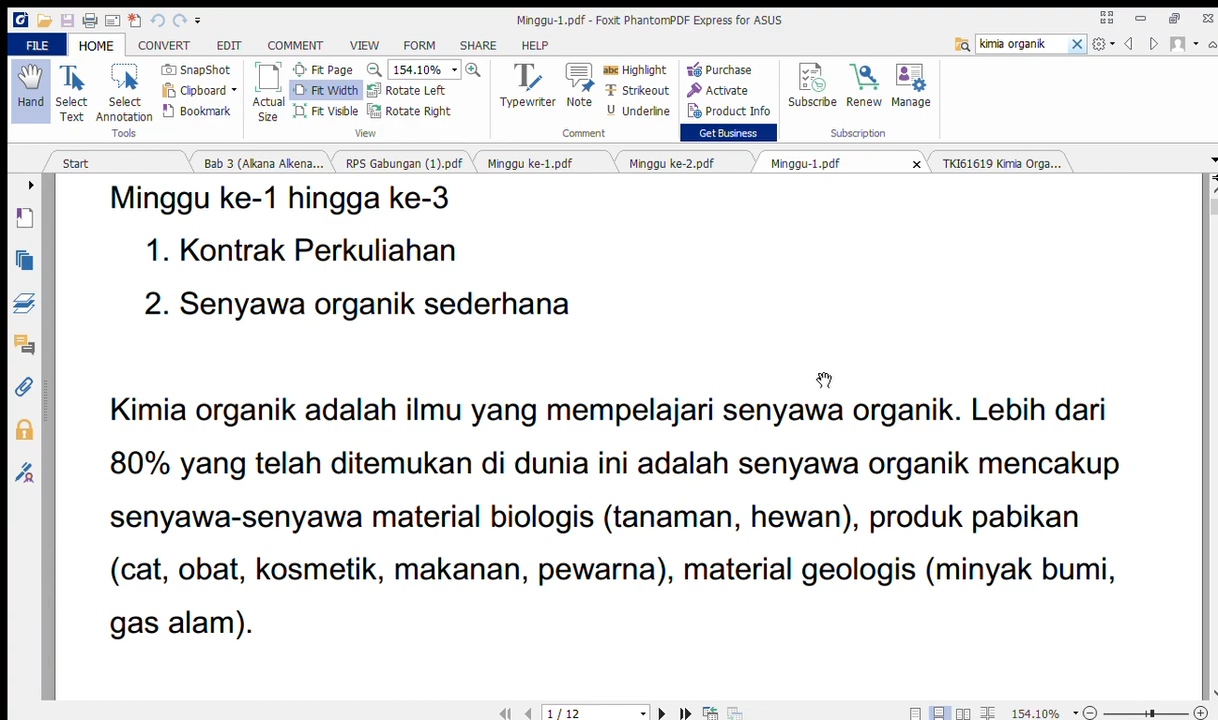 Minggu-1.pdf - Foxit PhantomPDF Express for ASUS
FILE HOME CONVERT EDIT COMMENT VIEW FORM SHARE HELP kimia organik
Hand
Select Text
Select Annotation
SnapShot
Clipboard
Bookmark
Tools
Actual Size
Fit Page
Fit Width
Fit Visible
154.10%
Rotate Left
Rotate Right
View
Typewriter
Note
abc Highlight
Strikeout
U Underline
Comment
Purchase
Activate
Product Info
Get Business
Subscribe
Renew
Manage
Subscription
Start Bab 3 (Alkana Alkena... RPS Gabungan (1).pdf Minggu ke-1.pdf Minggu ke-2.pdf Minggu-1.pdf TKI61619 Kimia Orga...
Minggu ke-1 hingga ke-3
1. Kontrak Perkuliahan
2. Senyawa organik sederhana
Kimia organik adalah ilmu yang mempelajari senyawa organik. Lebih dari
80% yang telah ditemukan di dunia ini adalah senyawa organik mencakup
senyawa-senyawa material biologis (tanaman, hewan), produk pabikan
(cat, obat, kosmetik, makanan, pewarna), material geologis (minyak bumi,
gas alam).
1 / 12 154.10%